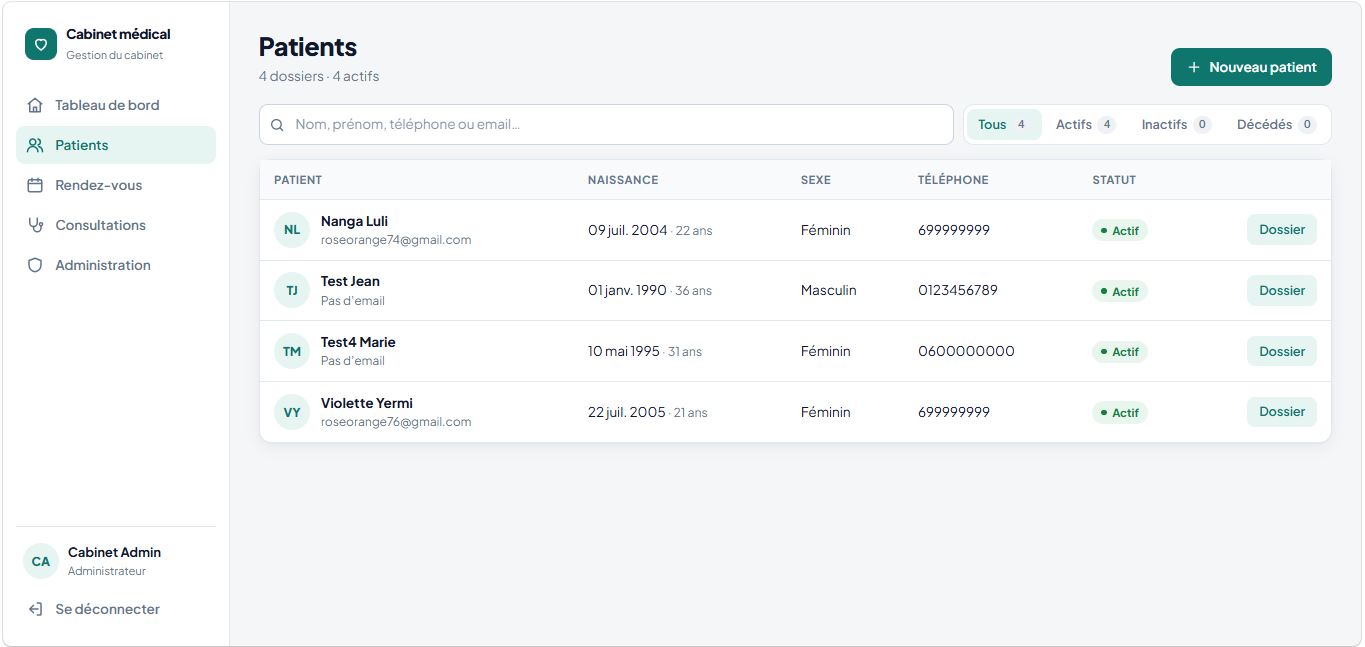 Cabinet médical
Gestion du cabinet
Tableau de bord
Patients
Rendez-vous
Consultations
Administration
CA
Cabinet Admin
Administrateur
Se déconnecter
Patients
4 dossiers · 4 actifs
+ Nouveau patient
Nom, prénom, téléphone ou email...
Tous 4 Actifs 4 Inactifs 0 Décédés 0
PATIENT NAISSANCE SEXE TÉLÉPHONE STATUT
NL Nanga Luli 09 juil. 2004 · 22 ans Féminin 699999999 Actif Dossier
roseorange74@gmail.com
TJ Test Jean 01 janv. 1990 · 36 ans Masculin 0123456789 Actif Dossier
Pas d'email
TM Test4 Marie 10 mai 1995 · 31 ans Féminin 0600000000 Actif Dossier
Pas d'email
VY Violette Yermi 22 juil. 2005 · 21 ans Féminin 699999999 Actif Dossier
roseorange76@gmail.com